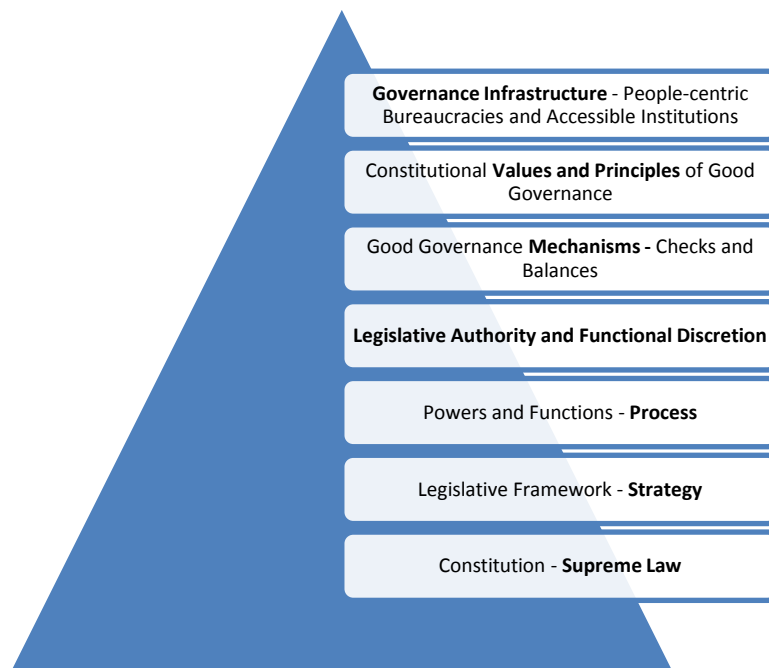 Governance Infrastructure - People-centric
Bureaucracies and Accessible Institutions
Constitutional Values and Principles of Good
Governance
Good Governance Mechanisms - Checks and
Balances
Legislative Authority and Functional Discretion
Powers and Functions - Process
Legislative Framework - Strategy
Constitution - Supreme Law